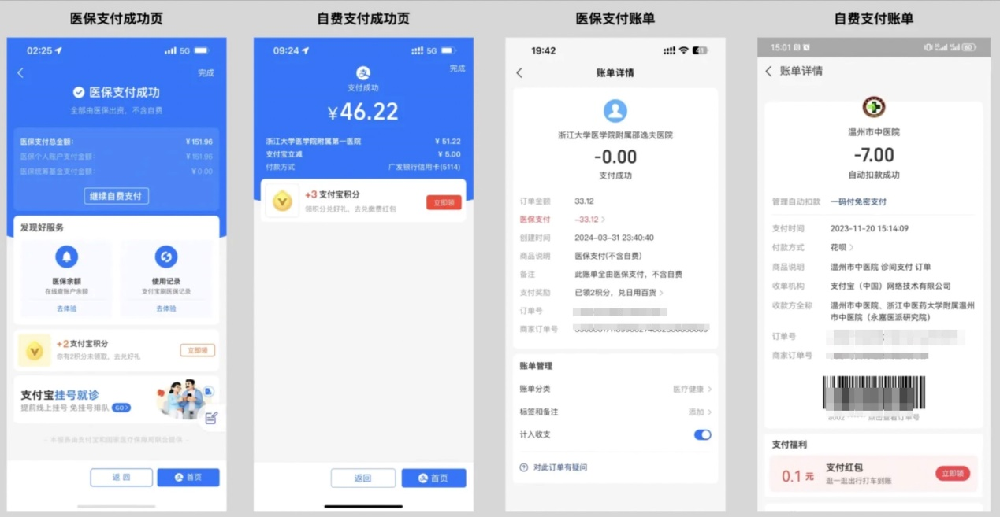 医保支付成功页
自费支付成功页
医保支付账单
自费支付账单
02:25
5G
完成
医保支付成功
全部由医保出资，不含自费
医保支付总金额：
¥151.96
医保个人账户支付金额：
¥151.96
医保统筹基金支付金额：
¥0.00
继续自费支付
发现好服务
医保余额
在线查账户余额
去体验
使用记录
支付宝刷医保记录
去体验
+2支付宝积分
你有2积分未领取，去兑好礼
立即领
支付宝挂号就诊
提前线上挂号 免挂号排队 GO>
- 本服务由支付宝和国家医疗保障局联合提供 -
返回
首页
09:24
5G
完成
支
支付成功
¥46.22
浙江大学医学院附属第一医院
¥ 51.22
支付宝立减
¥ 5.00
付款方式
广发银行信用卡(5114)
+3 支付宝积分
领积分兑好礼，去兑缴费红包
立即领
返回
首页
19:42
账单详情
浙江大学医学院附属邵逸夫医院
-0.00
支付成功
订单金额
33.12
医保支付
-33.12 >
创建时间
2024-03-31 23:40:40
商品说明
医保支付(不含自费)
备注
此账单全由医保支付，不含自费
支付奖励
已领2积分，兑日用百货 >
订单号
商家订单号
账单管理
账单分类
医疗健康 >
标签和备注
添加 >
计入收支
对此订单有疑问
15:01
60
账单详情
温州市中医院
-7.00
自动扣款成功
管理自动扣款
一码付免密支付
支付时间
2023-11-20 15:14:09
付款方式
花呗 >
商品说明
温州市中医院 诊间支付 订单
收单机构
支付宝（中国）网络技术有限公司
收款方全称
温州市中医院、浙江中医药大学附属温州
市中医院（永嘉医派研究院）
订单号
商家订单号
支付福利
0.1 元
支付红包
逛一逛出行打车到账
立即领